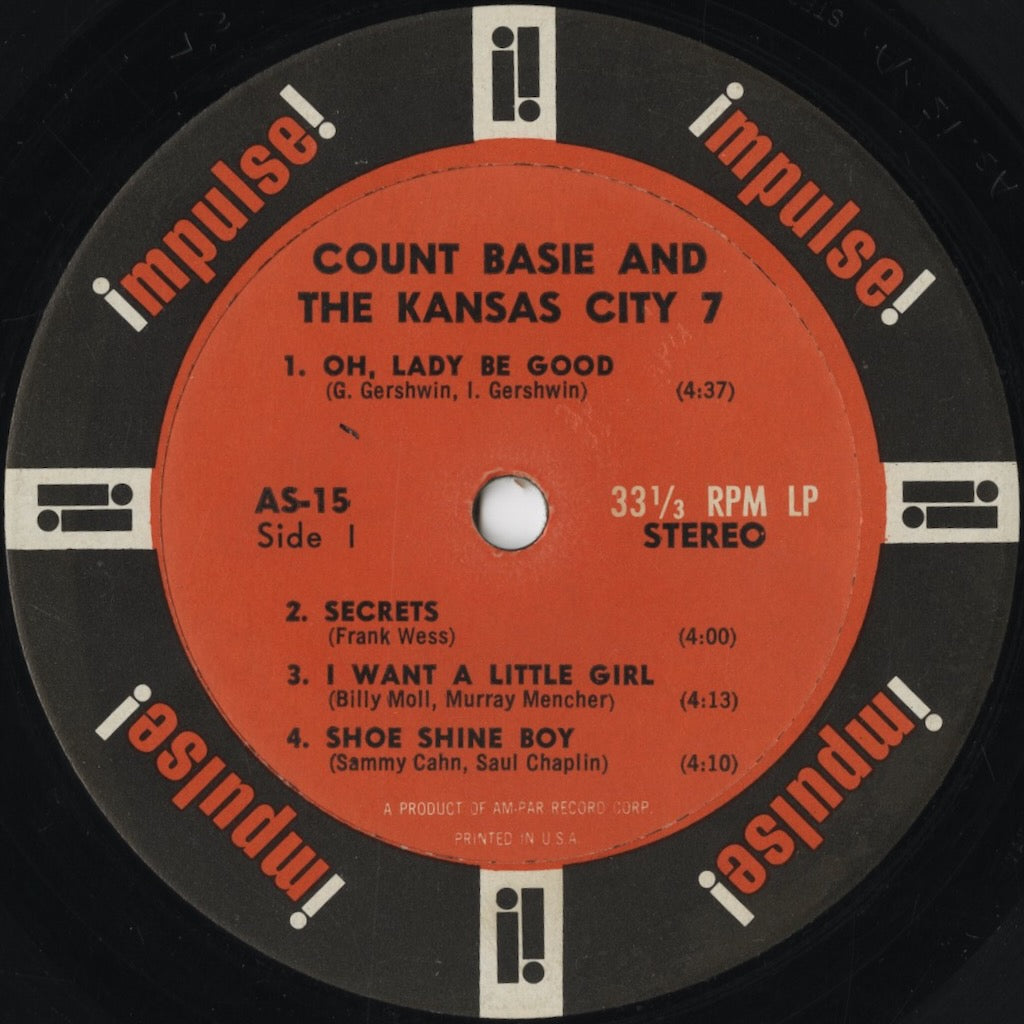 impulse!
impulse!
COUNT BASIE AND
THE KANSAS CITY 7
1. OH, LADY BE GOOD
(G. Gershwin, I. Gershwin) (4:37)
AS-15 33 1/3 RPM LP
Side I STEREO
2. SECRETS
(Frank Wess) (4:00)
3. I WANT A LITTLE GIRL
(Billy Moll, Murray Mencher) (4:13)
4. SHOE SHINE BOY
(Sammy Cahn, Saul Chaplin) (4:10)
A PRODUCT OF AM-PAR RECORD CORP.
PRINTED IN U.S.A.
impulse!
impulse!